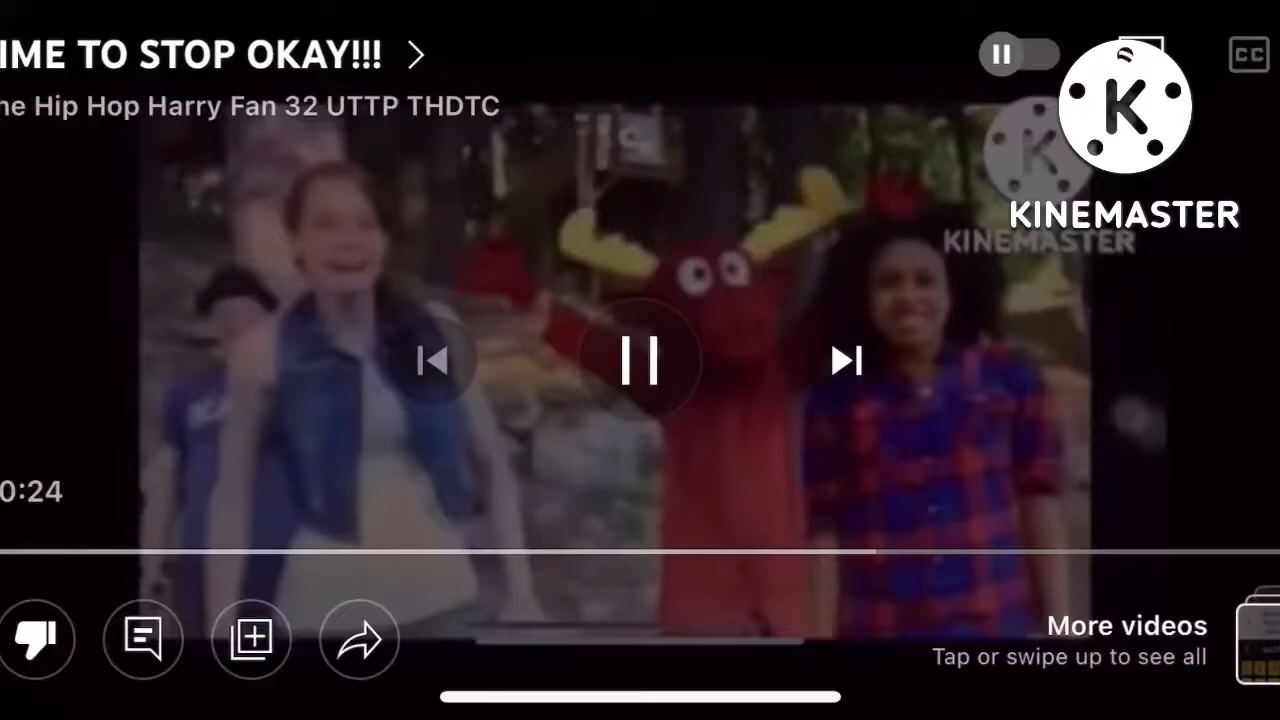 IME TO STOP OKAY!!!
CC
ne Hip Hop Harry Fan 32 UTTP THDTC
K
KINEMASTER
K
KINEMASTER
0:24
More videos
Tap or swipe up to see all